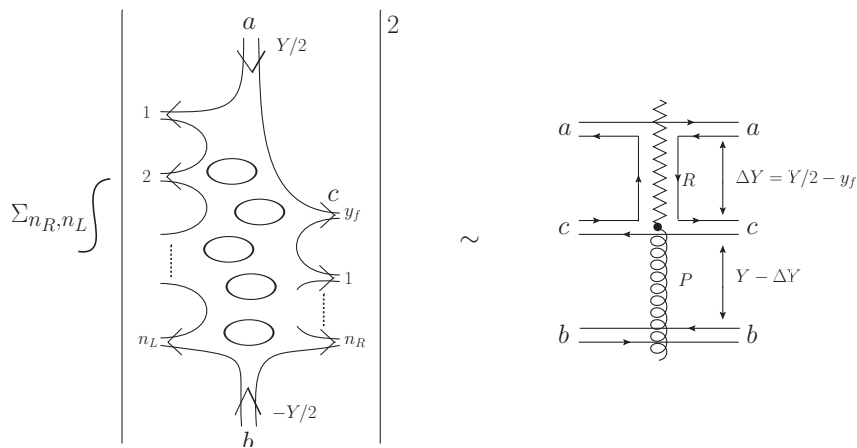 a
Y/2
2
1
2
Σ_{n_R,n_L} ∫
c
y_f
1
n_L
n_R
−Y/2
b
∼
a
a
R
ΔY = Y/2 − y_f
c
c
P
Y − ΔY
b
b